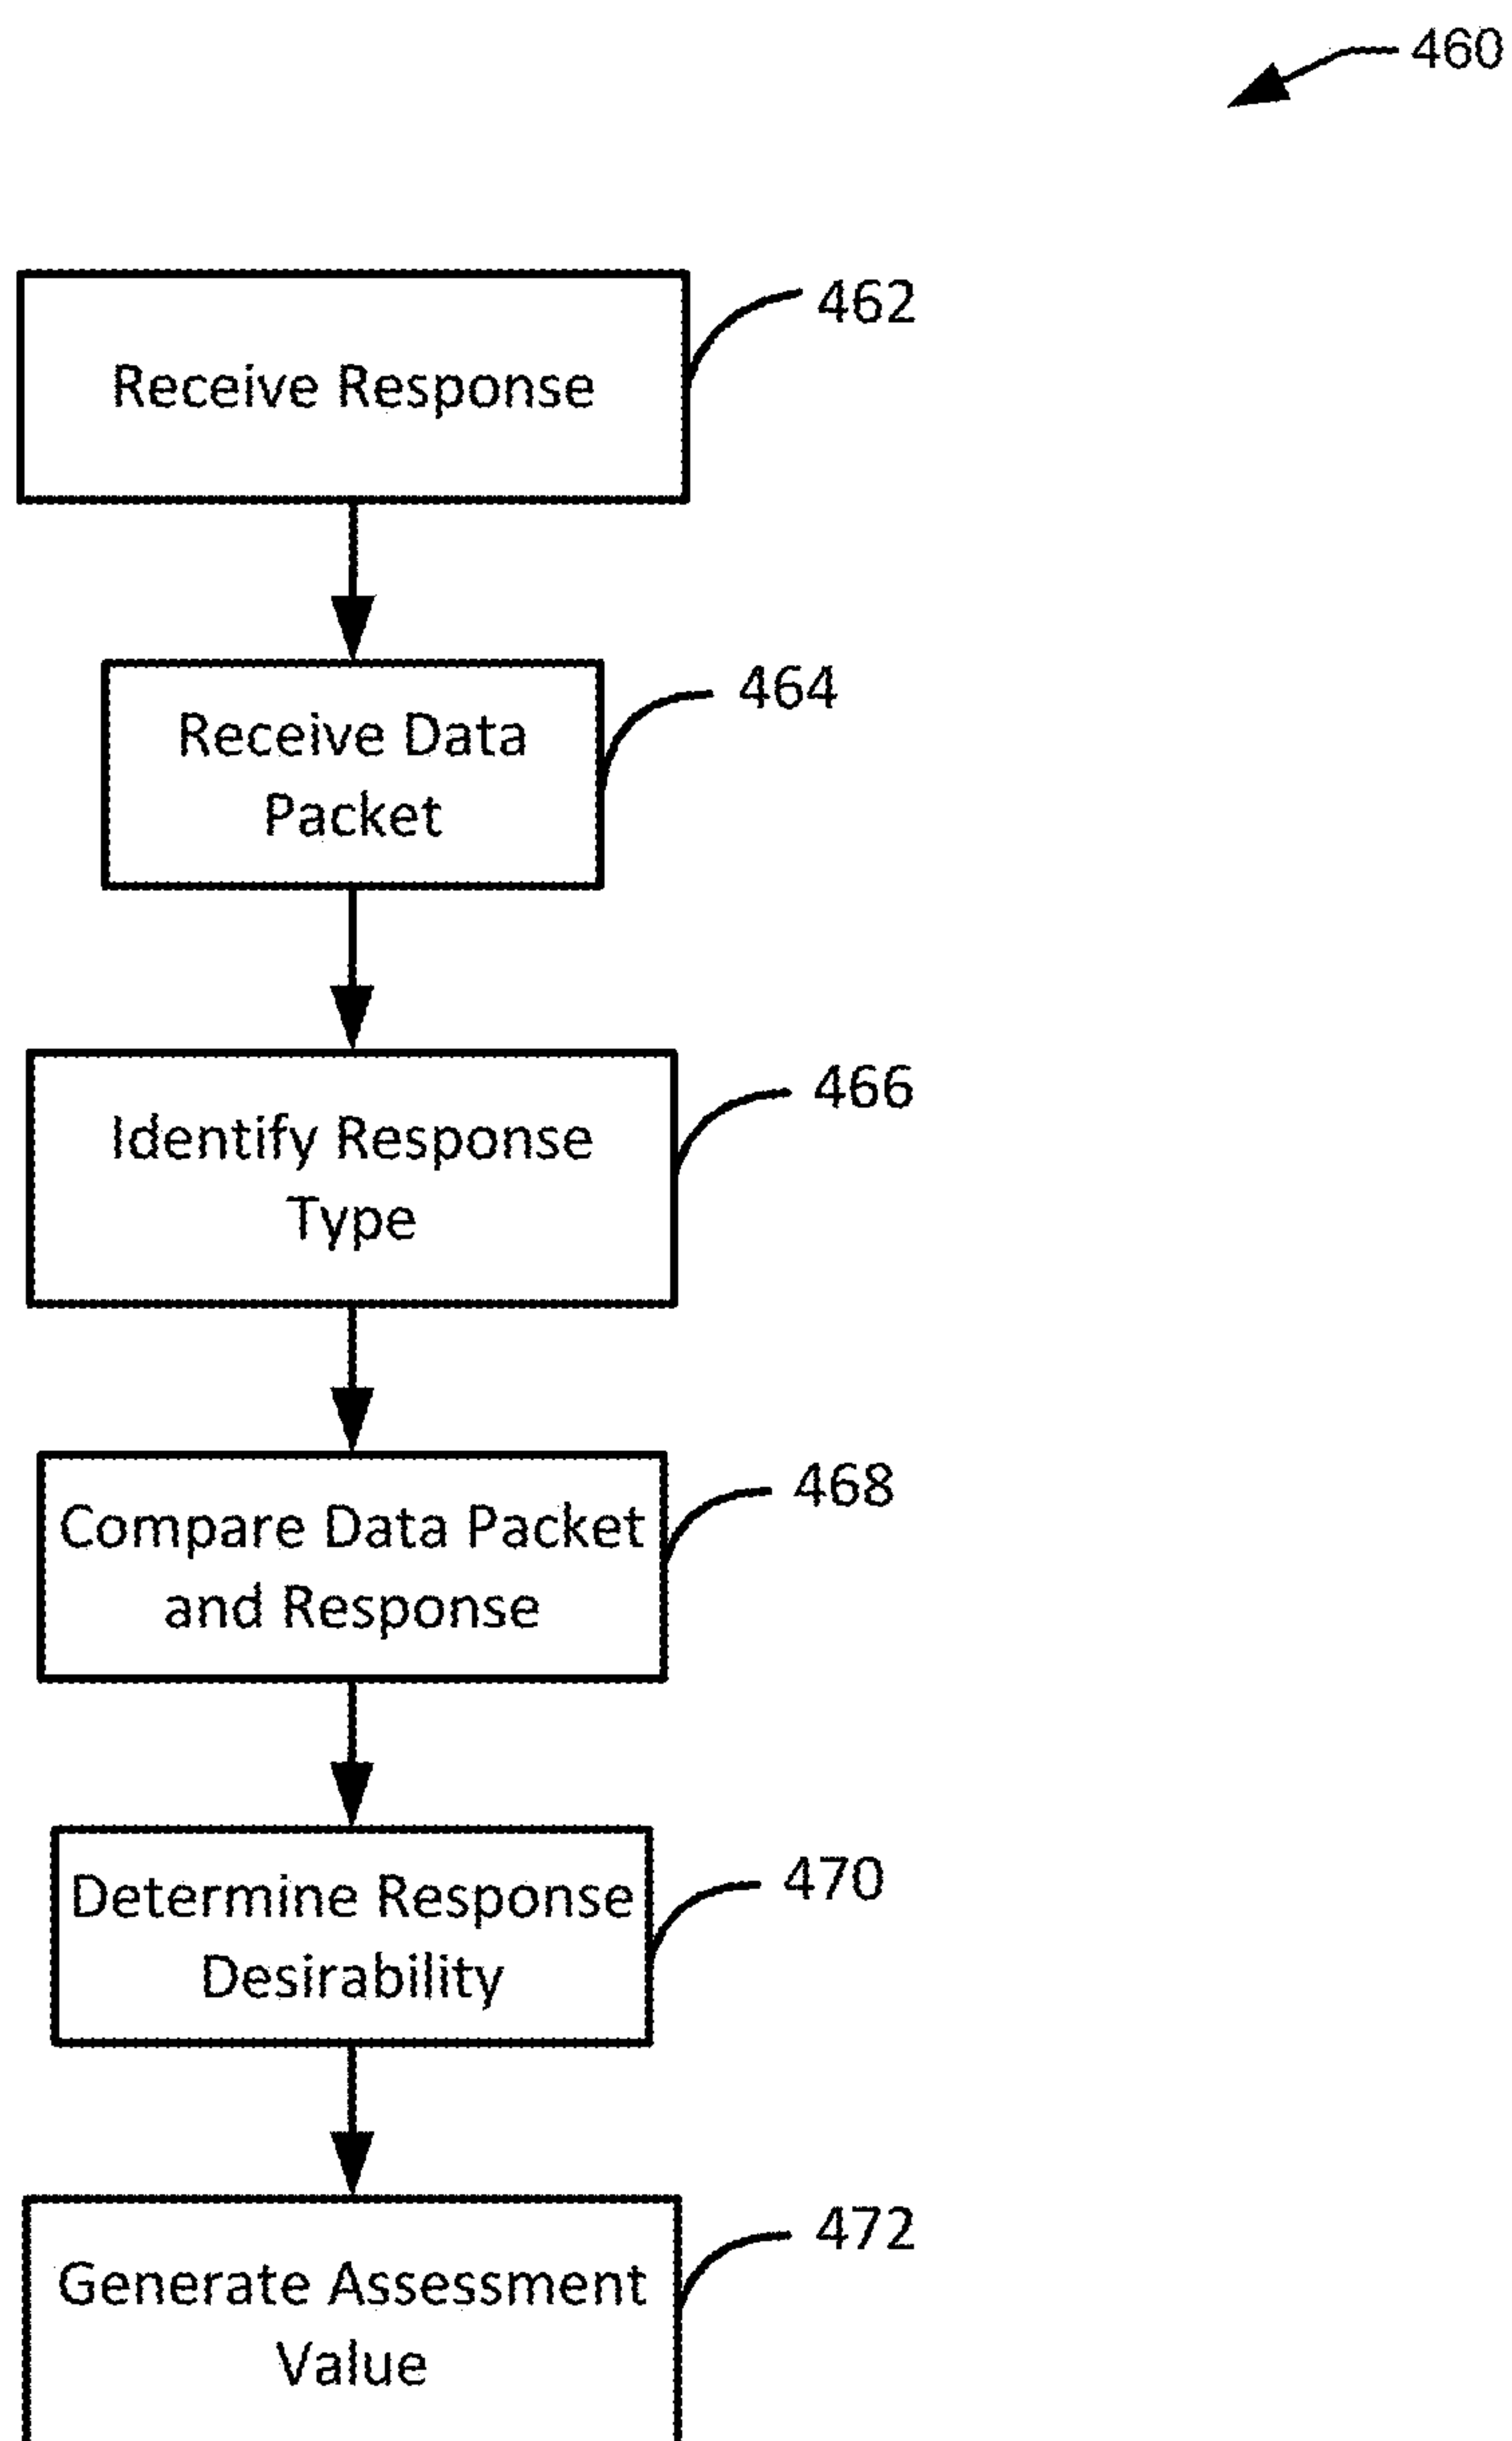 460
462
Receive Response
464
Receive Data
Packet
466
Identify Response
Type
468
Compare Data Packet
and Response
470
Determine Response
Desirability
472
Generate Assessment
Value